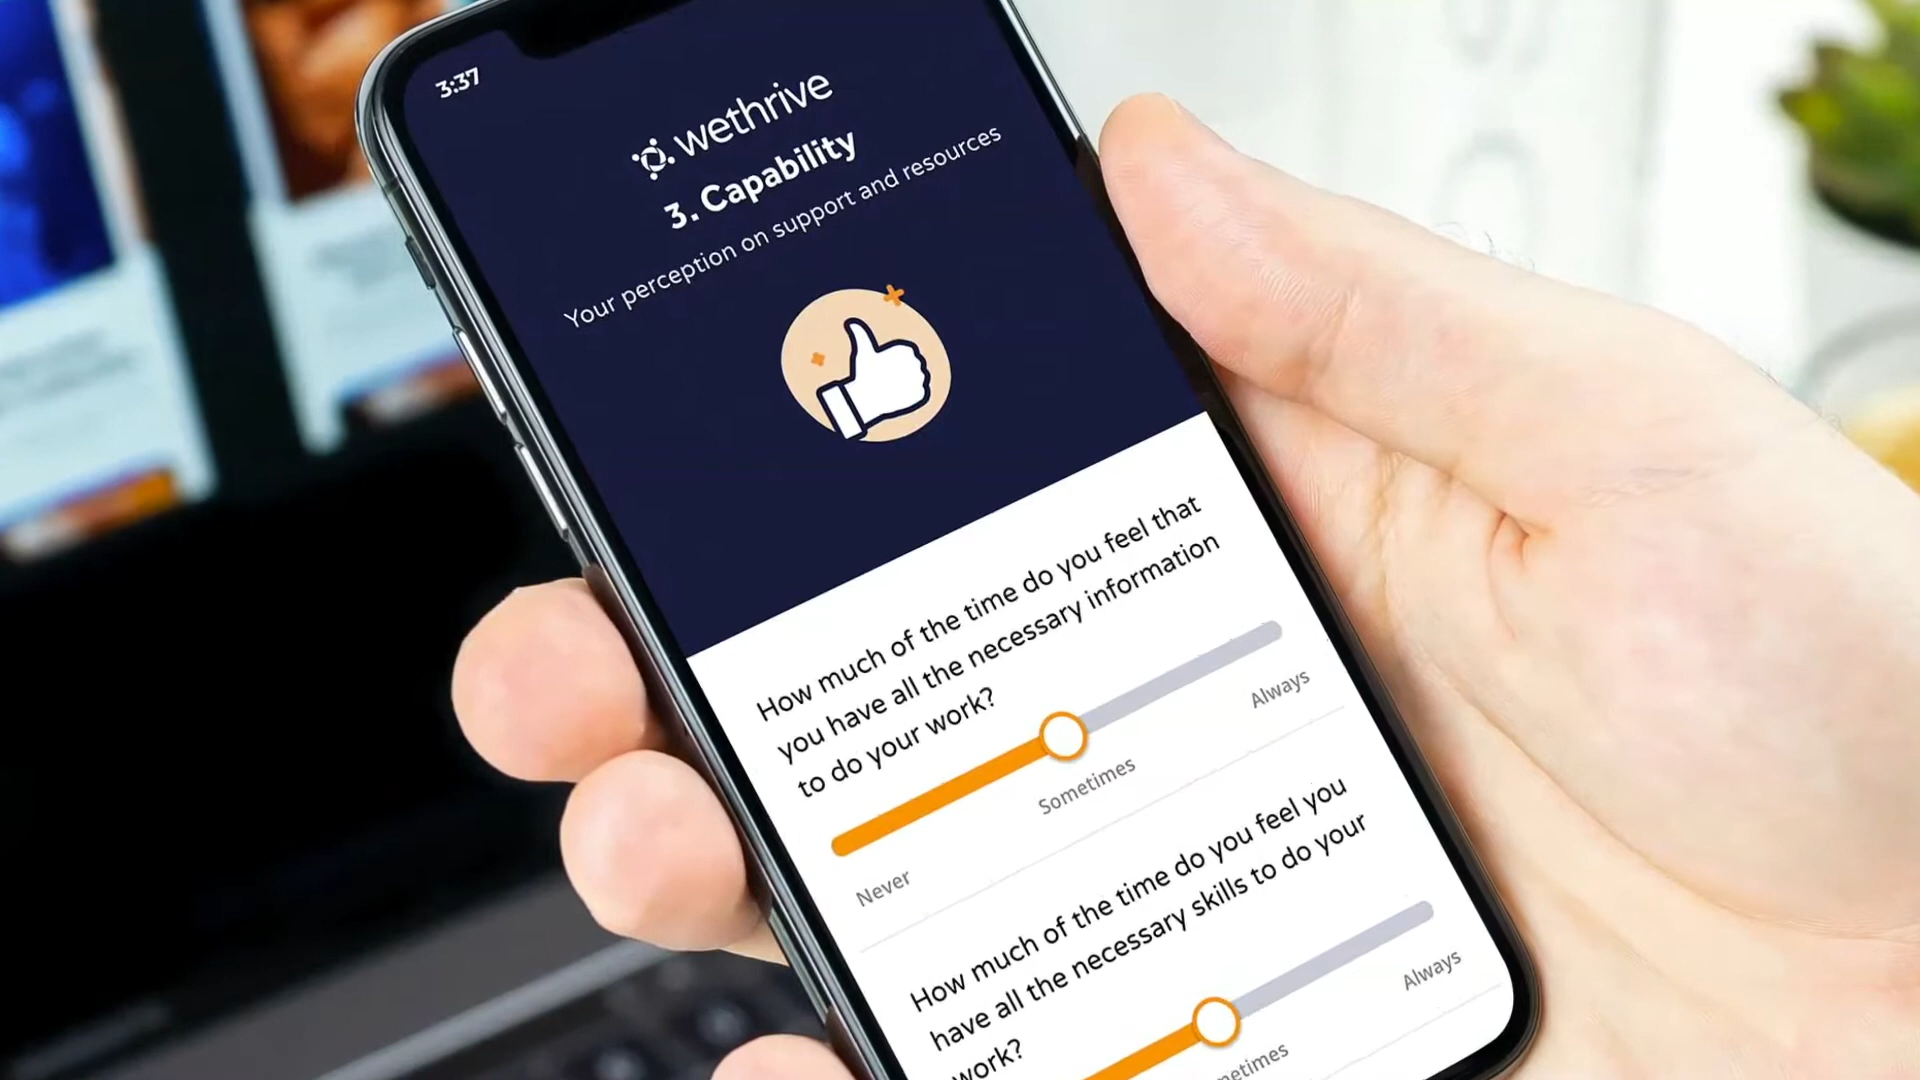 3:37
wethrive
3. Capability
Your perception on support and resources
How much of the time do you feel that
you have all the necessary information
to do your work?
Never
Sometimes
Always
How much of the time do you feel you
have all the necessary skills to do your
work?
Always